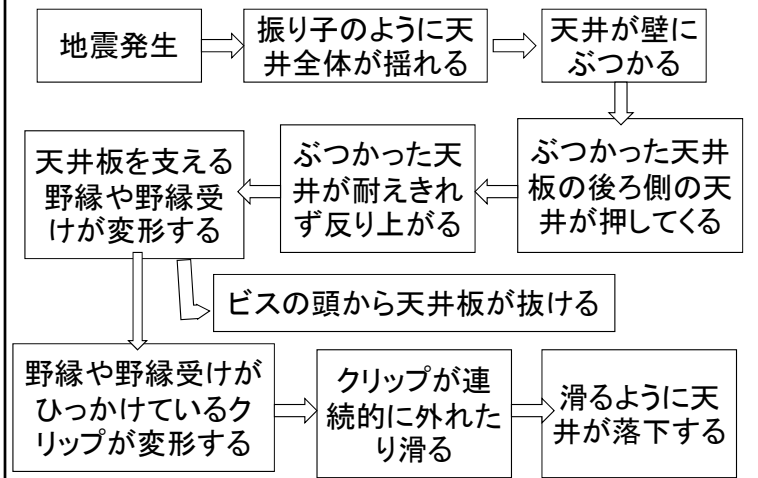 地震発生
振り子のように天
井全体が揺れる
天井が壁に
ぶつかる
ぶつかった天井
板の後ろ側の天
井が押してくる
ぶつかった天
井が耐えきれ
ず反り上がる
天井板を支える
野縁や野縁受
けが変形する
ビスの頭から天井板が抜ける
野縁や野縁受けが
ひっかけているク
リップが変形する
クリップが連
続的に外れた
り滑る
滑るように天
井が落下する